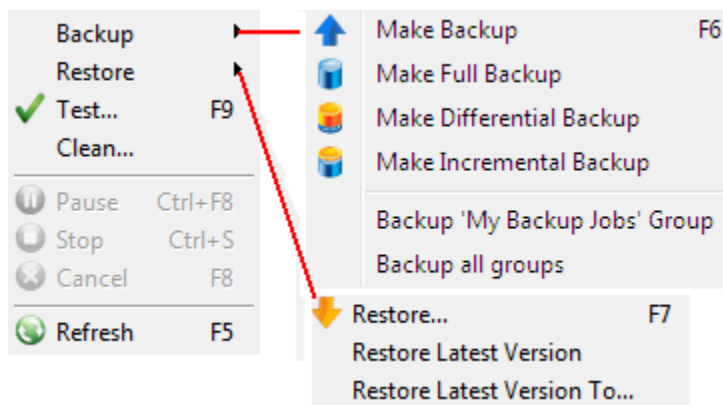 Backup
Restore
Test... F9
Clean...
Pause Ctrl+F8
Stop Ctrl+S
Cancel F8
Refresh F5
Make Backup F6
Make Full Backup
Make Differential Backup
Make Incremental Backup
Backup 'My Backup Jobs' Group
Backup all groups
Restore... F7
Restore Latest Version
Restore Latest Version To...